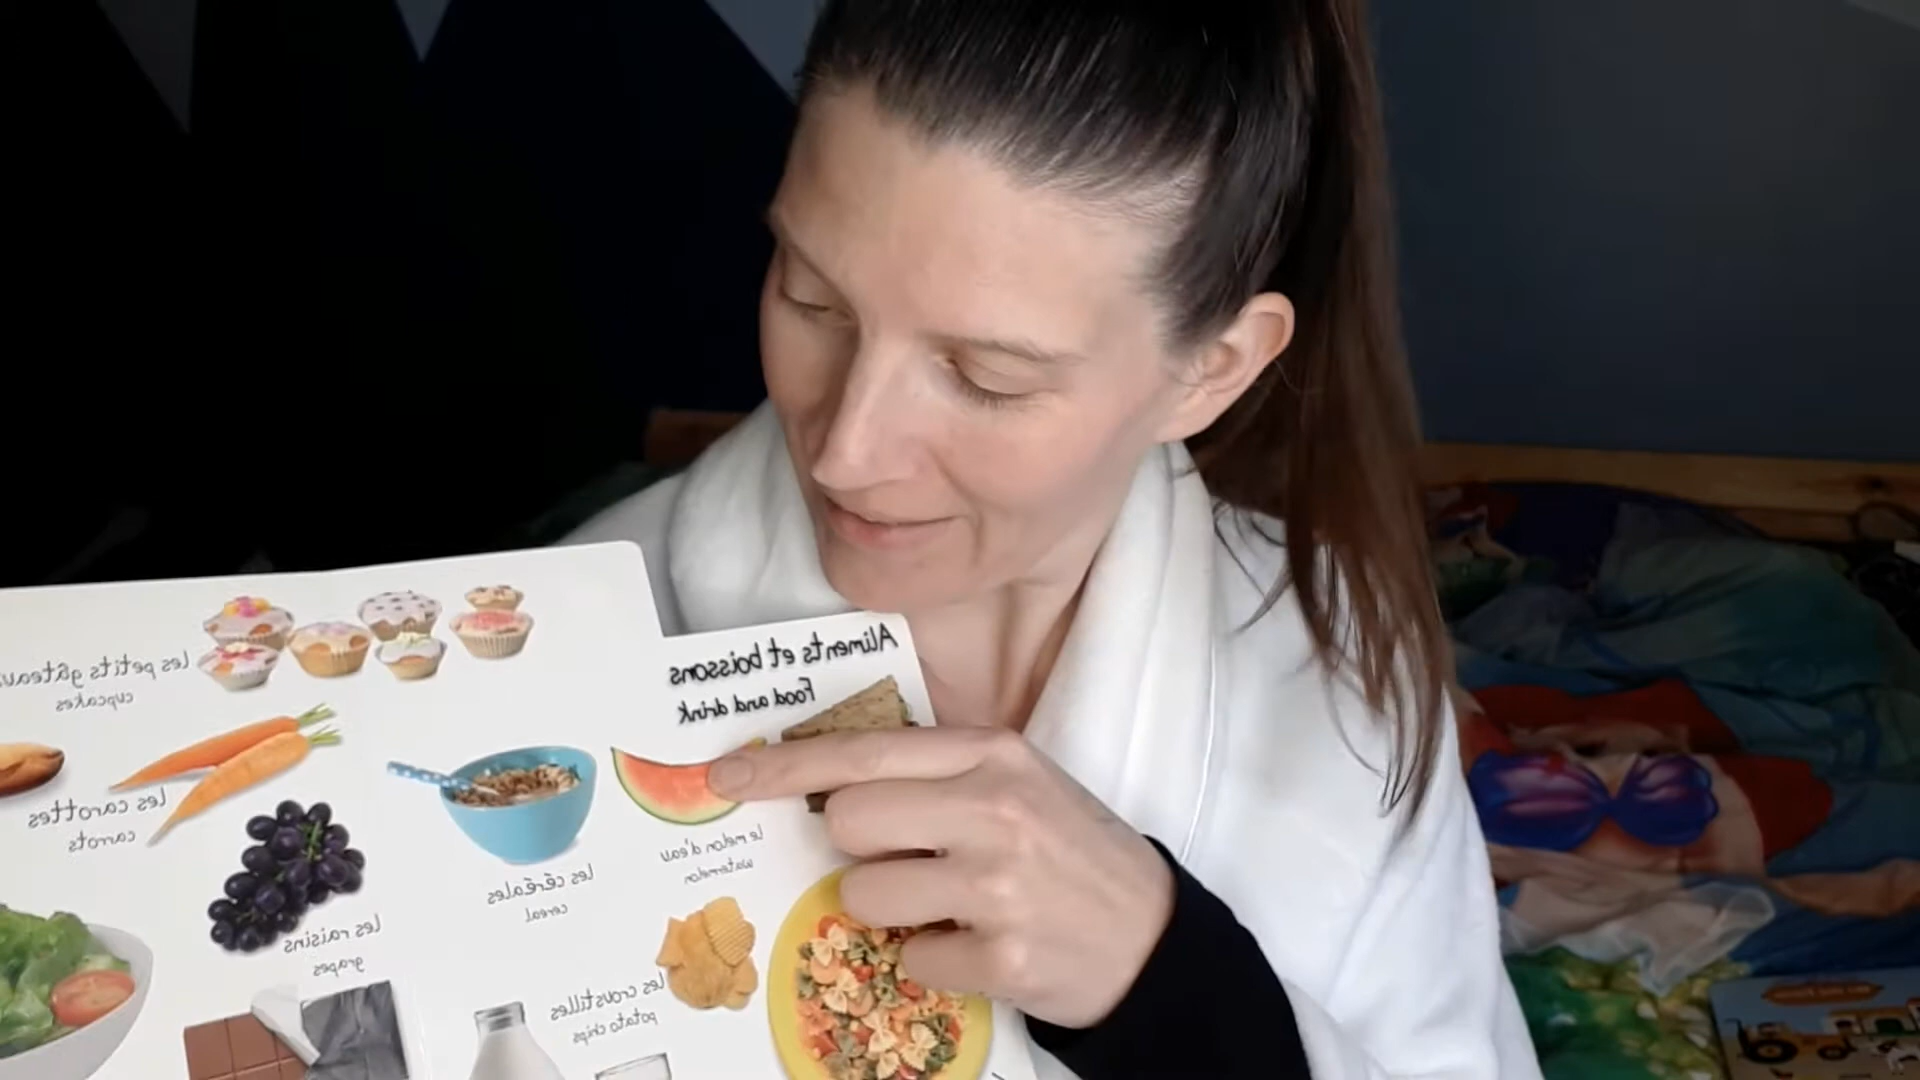 Aliments et boissons
Food and drink
les petits gâteau
cupcakes
les carottes
carrots
le melon d'eau
watermelon
les céréales
cereal
les raisins
grapes
les croustilles
potato chips